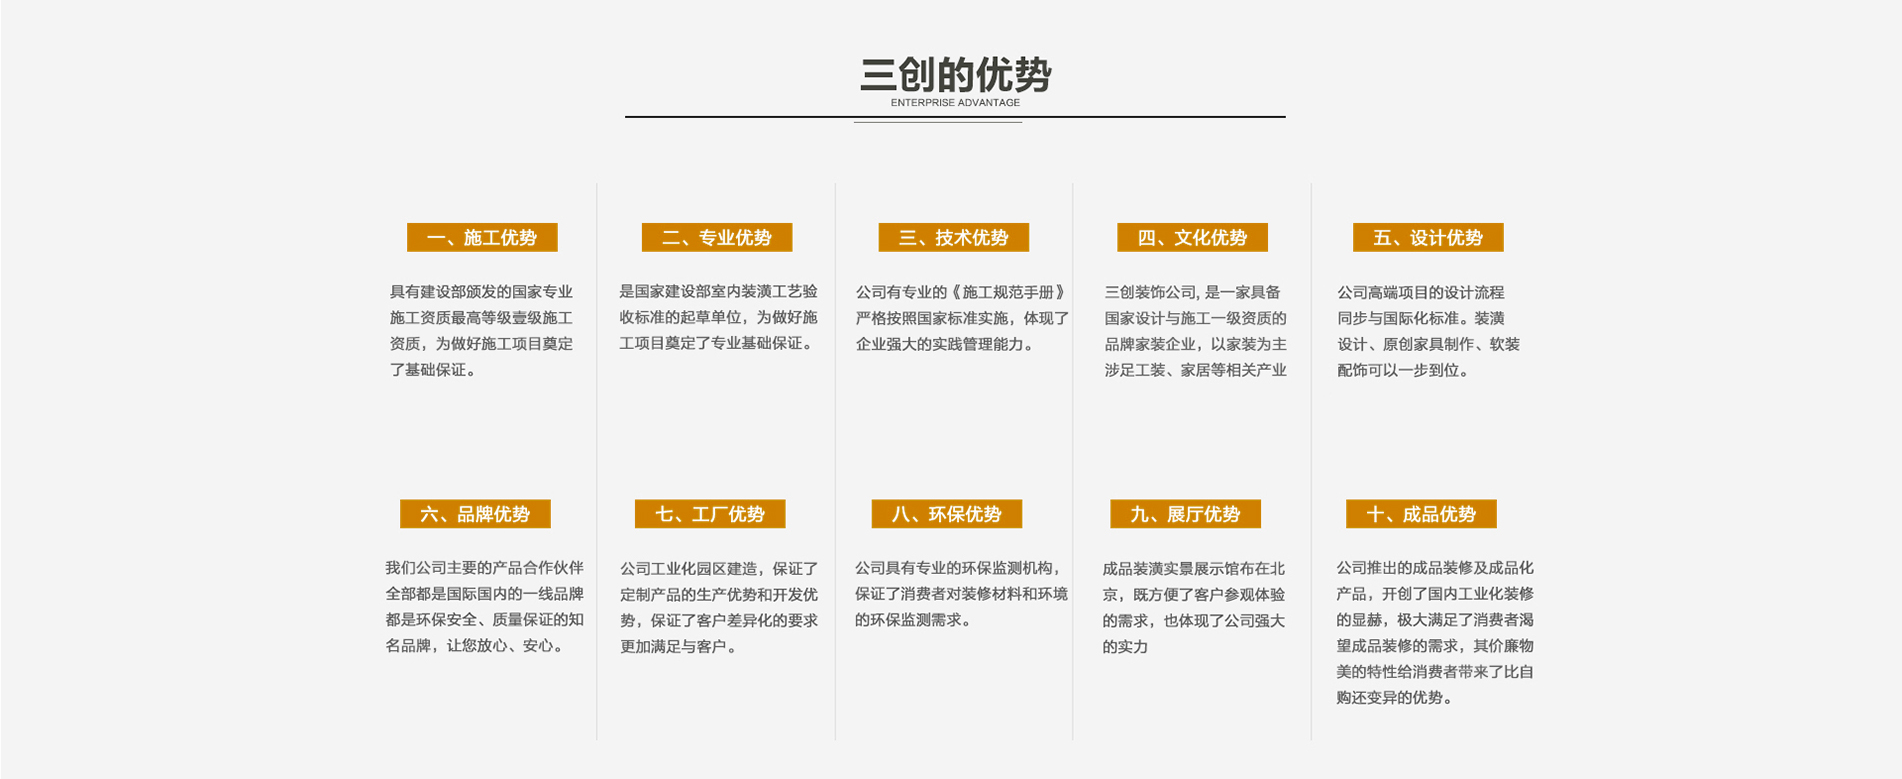 三创的优势
ENTERPRISE ADVANTAGE
一、施工优势
具有建设部颁发的国家专业
施工资质最高等级壹级施工
资质，为做好施工项目奠定
了基础保证。
二、专业优势
是国家建设部室内装潢工艺验
收标准的起草单位，为做好施
工项目奠定了专业基础保证。
三、技术优势
公司有专业的《施工规范手册》
严格按照国家标准实施，体现了
企业强大的实践管理能力。
四、文化优势
三创装饰公司, 是一家具备
国家设计与施工一级资质的
品牌家装企业，以家装为主
涉足工装、家居等相关产业
五、设计优势
公司高端项目的设计流程
同步与国际化标准。装潢
设计、原创家具制作、软装
配饰可以一步到位。
六、品牌优势
我们公司主要的产品合作伙伴
全部都是国际国内的一线品牌
都是环保安全、质量保证的知
名品牌，让您放心、安心。
七、工厂优势
公司工业化园区建造，保证了
定制产品的生产优势和开发优
势，保证了客户差异化的要求
更加满足与客户。
八、环保优势
公司具有专业的环保监测机构，
保证了消费者对装修材料和环境
的环保监测需求。
九、展厅优势
成品装潢实景展示馆布在北
京，既方便了客户参观体验
的需求，也体现了公司强大
的实力
十、成品优势
公司推出的成品装修及成品化
产品，开创了国内工业化装修
的显赫，极大满足了消费者渴
望成品装修的需求，其价廉物
美的特性给消费者带来了比自
购还变异的优势。